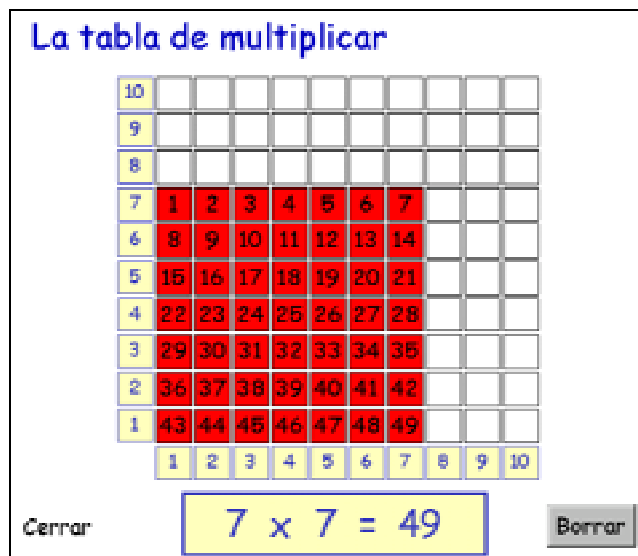 La tabla de multiplicar
10
9
8
7 1 2 3 4 5 6 7
6 8 9 10 11 12 13 14
5 15 16 17 18 19 20 21
4 22 23 24 25 26 27 28
3 29 30 31 32 33 34 35
2 36 37 38 39 40 41 42
1 43 44 45 46 47 48 49
1 2 3 4 5 6 7 8 9 10
Cerrar 7 x 7 = 49 Borrar